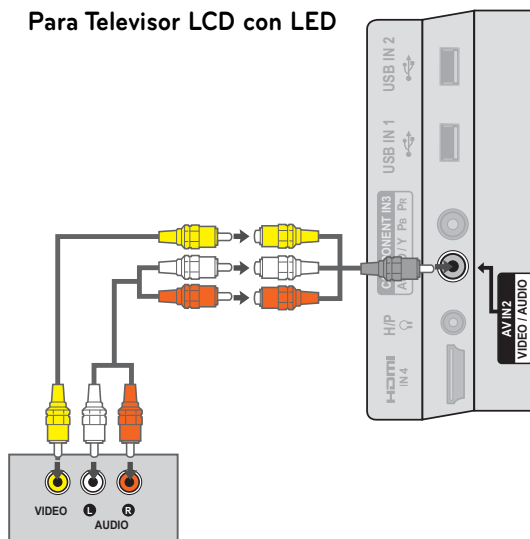 Para Televisor LCD con LED
USB IN 2
USB IN 1
COMPONENT IN3
/ Y PB PR
H/P
HDMI
IN 4
AV IN2
VIDEO / AUDIO
VIDEO
L
R
AUDIO